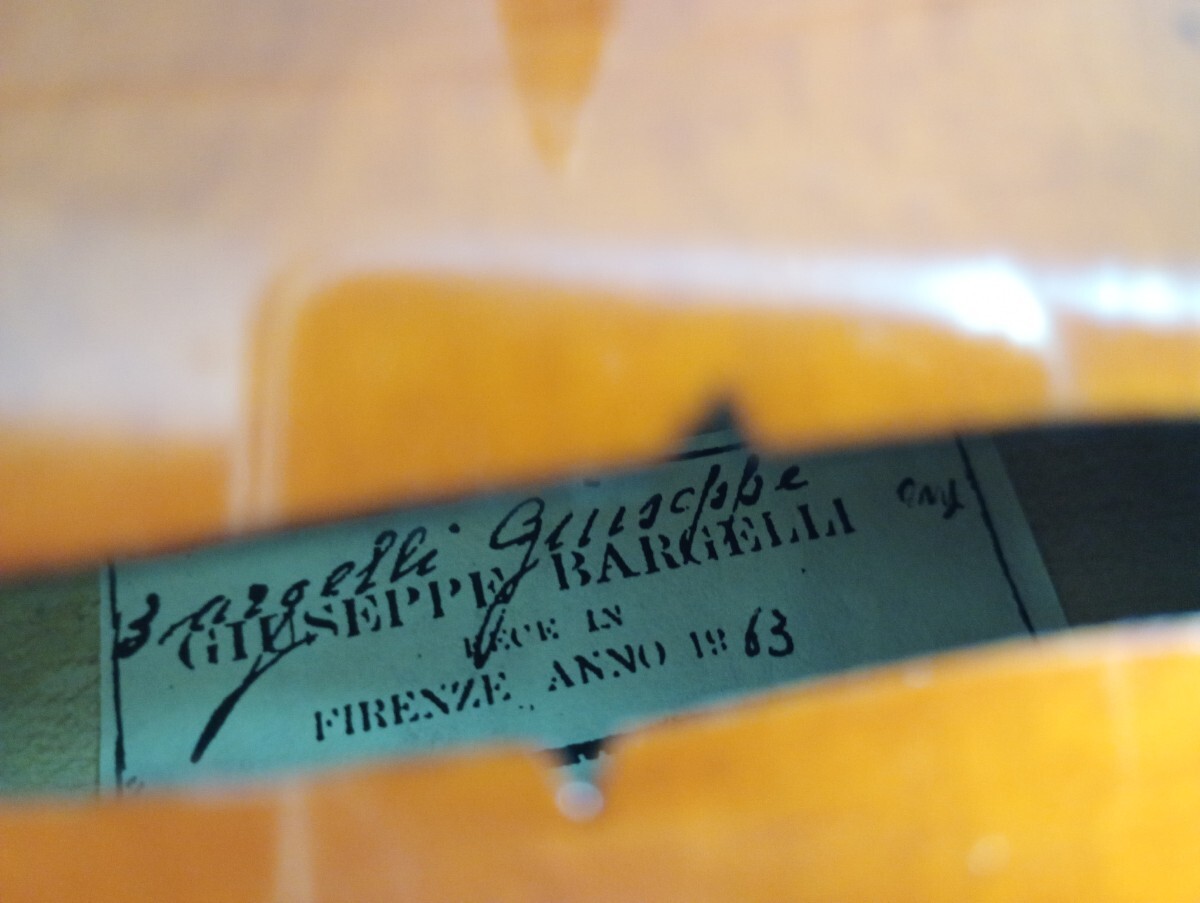 Bargelli Giuseppe
GIUSEPPE BARGELLI
FECE IN
FIRENZE ANNO 1963